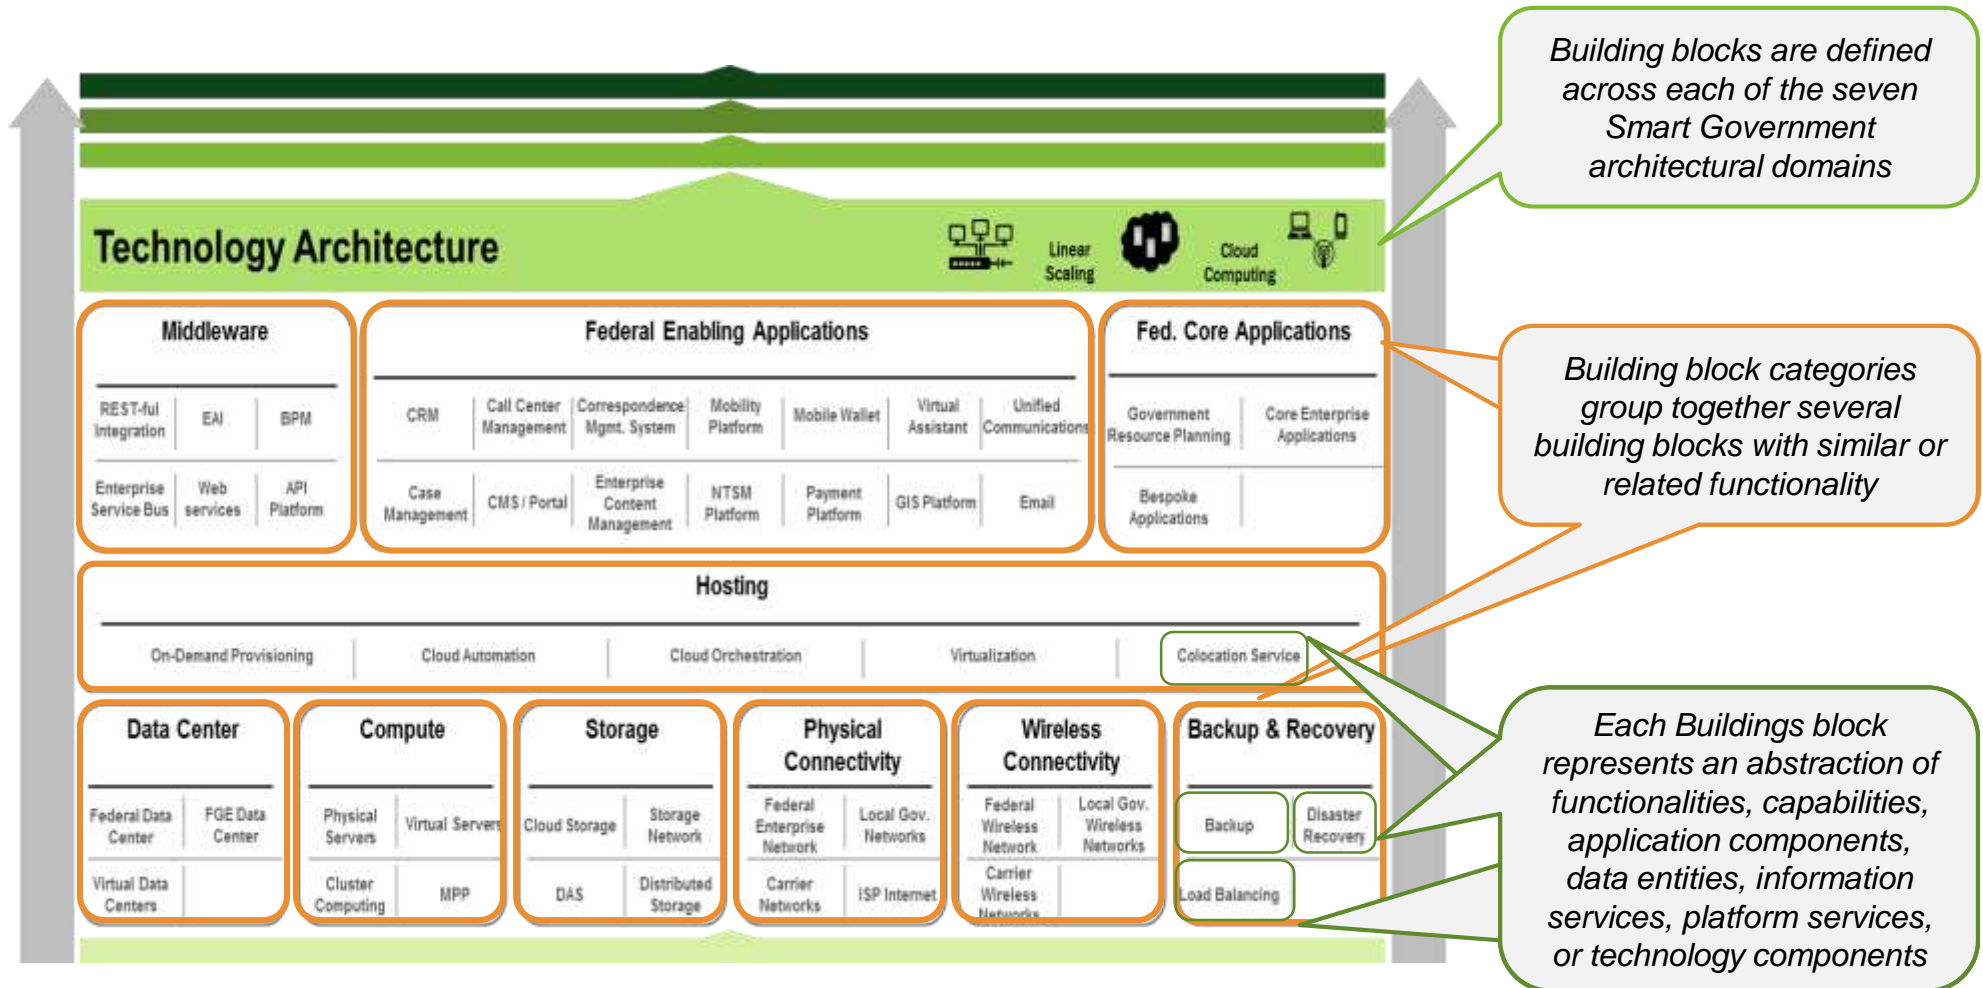 Building blocks are defined
across each of the seven
Smart Government
architectural domains
Technology Architecture
Linear
Scaling
Cloud
Computing
Middleware
REST-ful
Integration
EAI
BPM
Enterprise
Service Bus
Web
services
API
Platform
Federal Enabling Applications
CRM
Call Center
Management
Correspondence
Mgmt. System
Mobility
Platform
Mobile Wallet
Virtual
Assistant
Unified
Communications
Case
Management
CMS / Portal
Enterprise
Content
Management
NTSM
Platform
Payment
Platform
GIS Platform
Email
Fed. Core Applications
Government
Resource Planning
Core Enterprise
Applications
Bespoke
Applications
Building block categories
group together several
building blocks with similar or
related functionality
Hosting
On-Demand Provisioning
Cloud Automation
Cloud Orchestration
Virtualization
Colocation Service
Data Center
Federal Data
Center
FGE Data
Center
Virtual Data
Centers
Compute
Physical
Servers
Virtual Servers
Cluster
Computing
MPP
Storage
Cloud Storage
Storage
Network
DAS
Distributed
Storage
Physical
Connectivity
Federal
Enterprise
Network
Local Gov.
Networks
Carrier
Networks
ISP Internet
Wireless
Connectivity
Federal
Wireless
Network
Local Gov.
Wireless
Networks
Carrier
Wireless
Networks
Backup & Recovery
Backup
Disaster
Recovery
Load Balancing
Each Buildings block
represents an abstraction of
functionalities, capabilities,
application components,
data entities, information
services, platform services,
or technology components